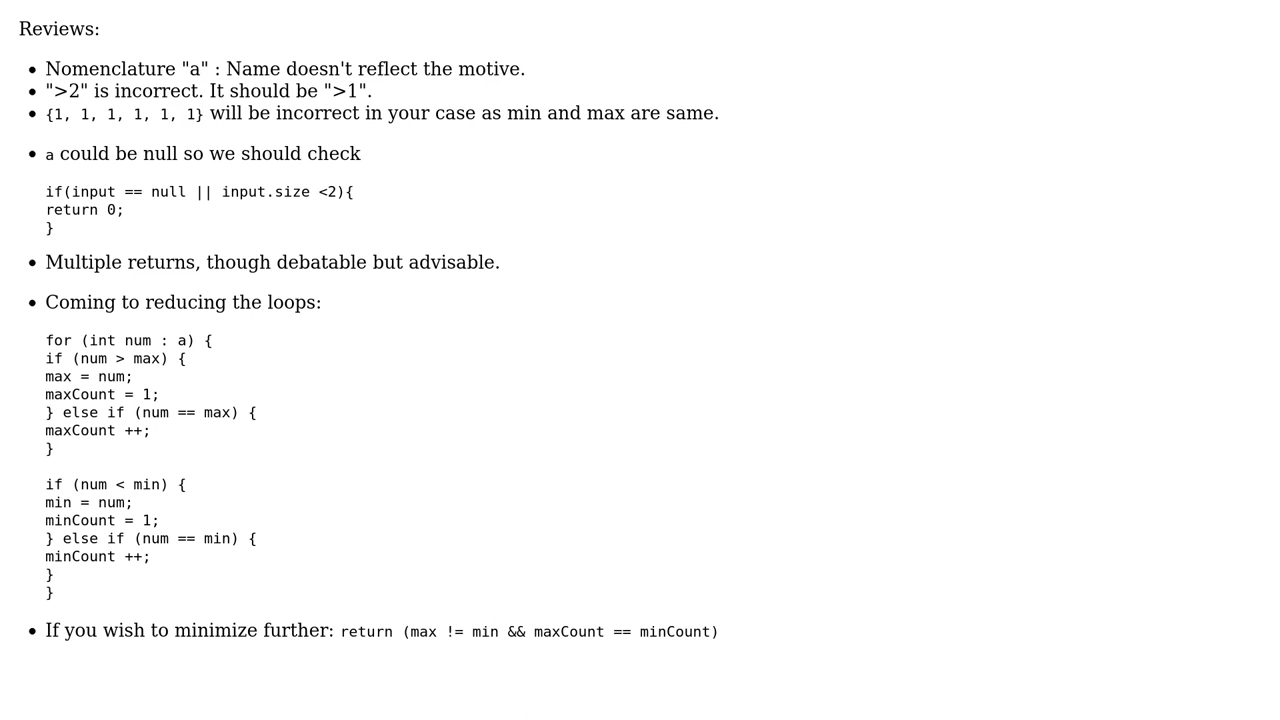 Reviews:
• Nomenclature "a" : Name doesn't reflect the motive.
• ">2" is incorrect. It should be ">1".
• {1, 1, 1, 1, 1, 1} will be incorrect in your case as min and max are same.
• a could be null so we should check
if(input == null || input.size <2){
return 0;
}
• Multiple returns, though debatable but advisable.
• Coming to reducing the loops:
for (int num : a) {
if (num > max) {
max = num;
maxCount = 1;
} else if (num == max) {
maxCount ++;
}
if (num < min) {
min = num;
minCount = 1;
} else if (num == min) {
minCount ++;
}
}
• If you wish to minimize further: return (max != min && maxCount == minCount)